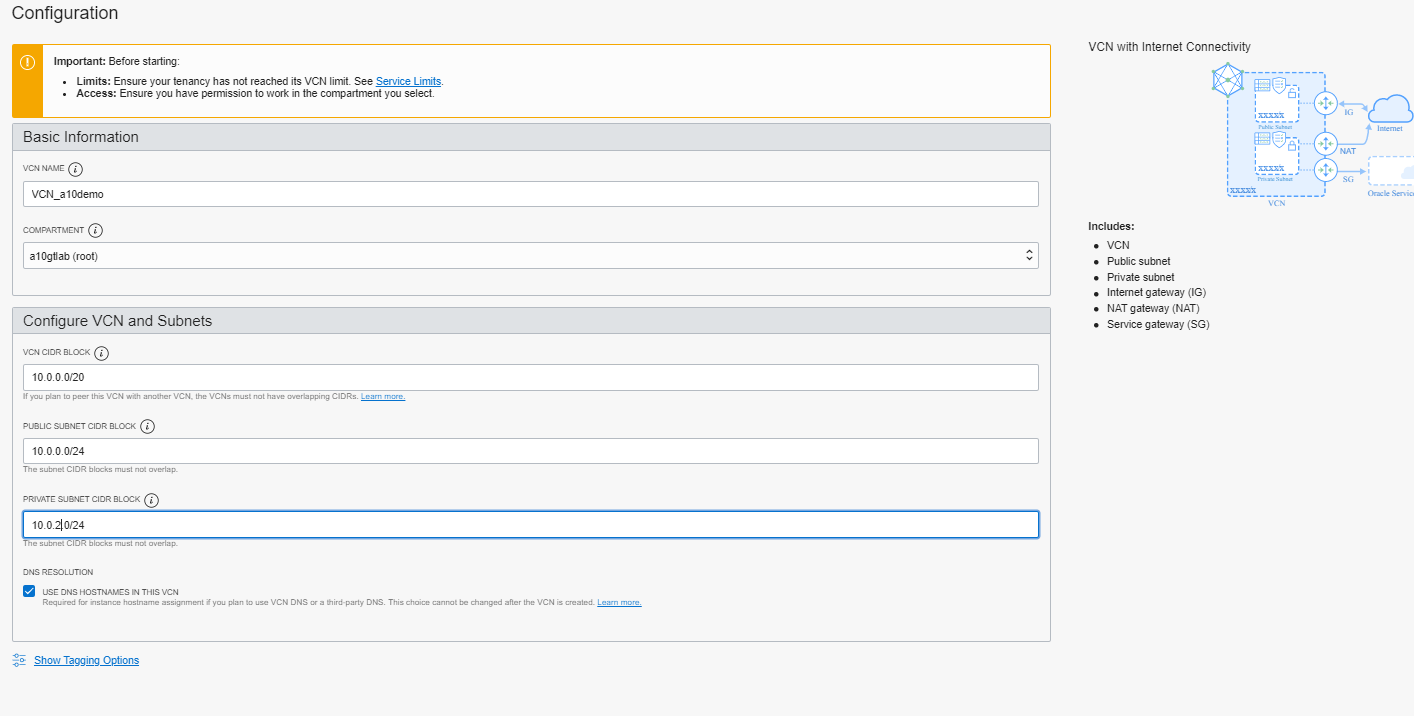 Configuration
Important: Before starting:
Limits: Ensure your tenancy has not reached its VCN limit. See Service Limits.
Access: Ensure you have permission to work in the compartment you select.
Basic Information
VCN NAME i
VCN_a10demo
COMPARTMENT i
a10gtlab (root)
Configure VCN and Subnets
VCN CIDR BLOCK i
10.0.0.0/20
If you plan to peer this VCN with another VCN, the VCNs must not have overlapping CIDRs. Learn more.
PUBLIC SUBNET CIDR BLOCK i
10.0.0.0/24
The subnet CIDR blocks must not overlap.
PRIVATE SUBNET CIDR BLOCK i
10.0.2.0/24
The subnet CIDR blocks must not overlap.
DNS RESOLUTION
USE DNS HOSTNAMES IN THIS VCN
Required for instance hostname assignment if you plan to use VCN DNS or a third-party DNS. This choice cannot be changed after the VCN is created. Learn more.
Show Tagging Options
VCN with Internet Connectivity
XXXXX
Public Subnet
IG
Internet
NAT
XXXXX
Private Subnet
SG
XXXXX
Oracle Servic
VCN
Includes:
VCN
Public subnet
Private subnet
Internet gateway (IG)
NAT gateway (NAT)
Service gateway (SG)